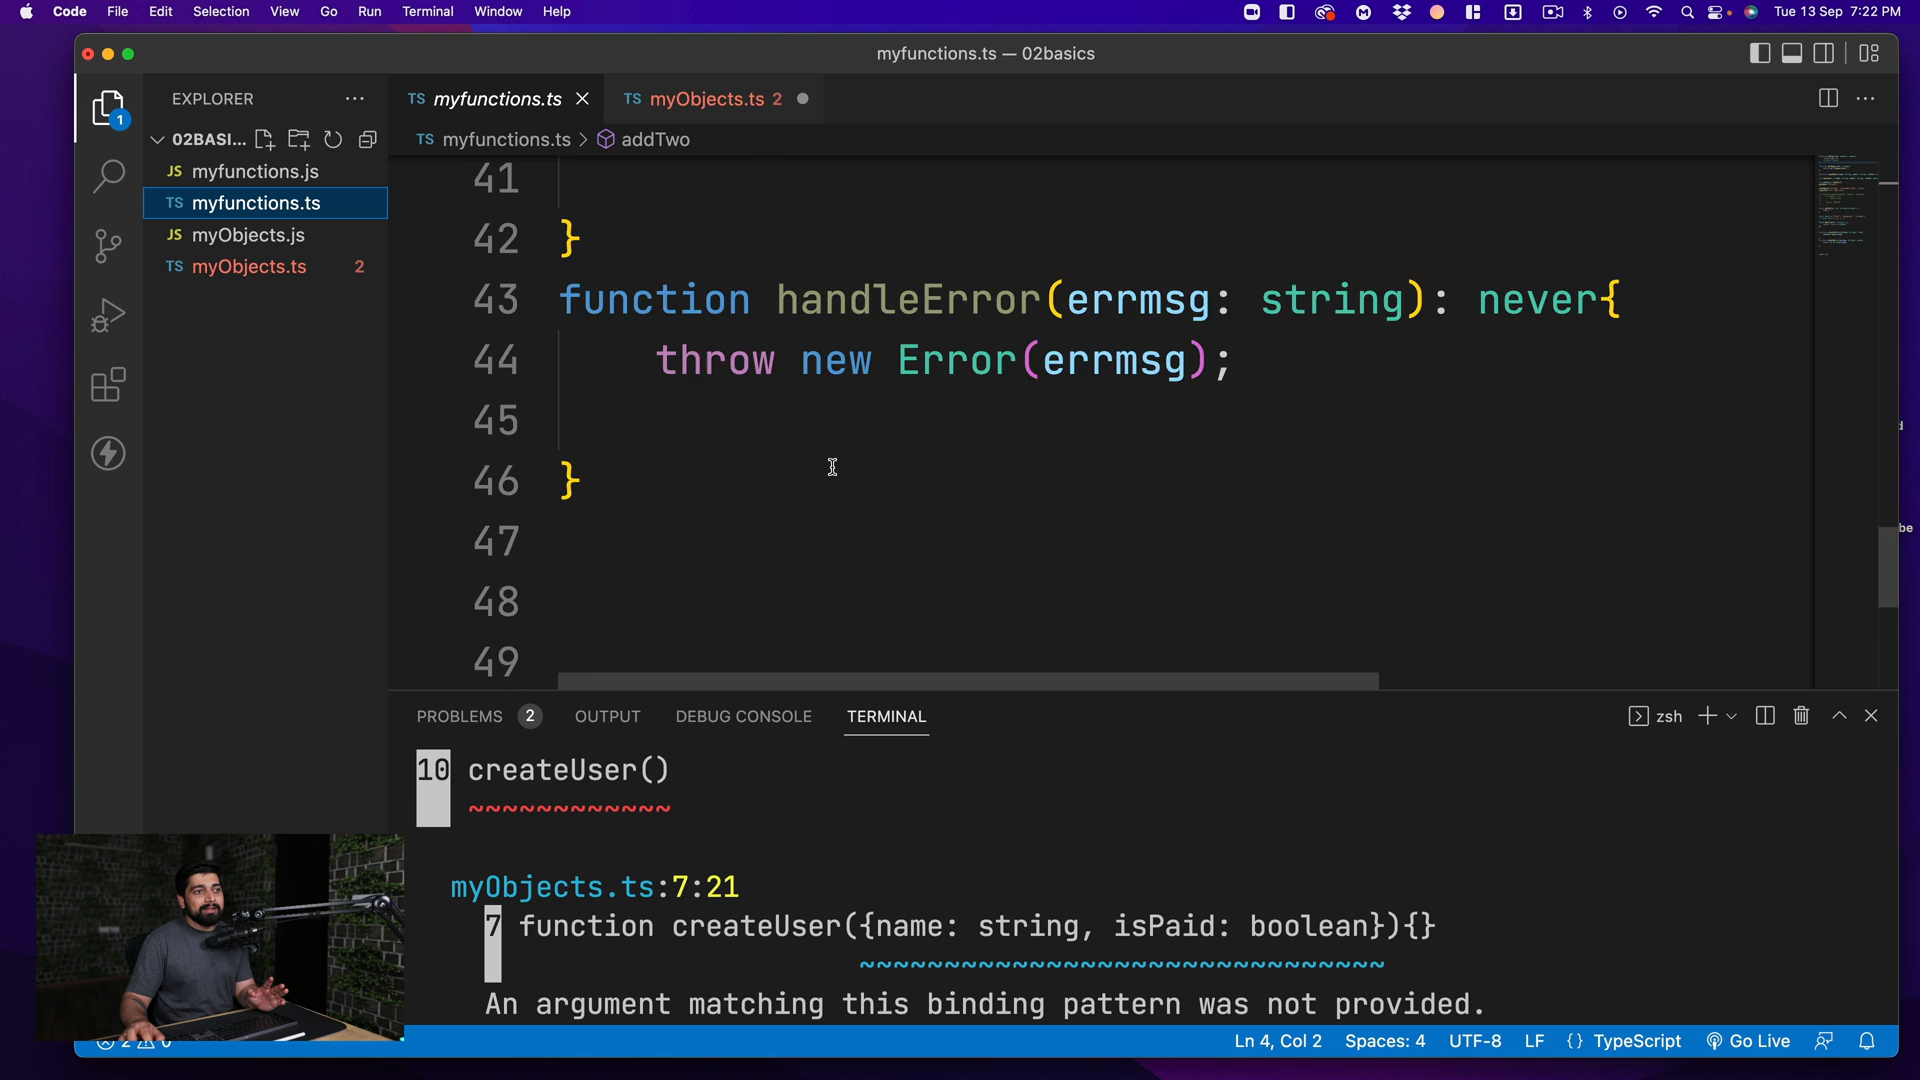 Code File Edit Selection View Go Run Terminal Window Help Tue 13 Sep 7:22 PM
myfunctions.ts — 02basics
EXPLORER
TS myfunctions.ts
TS myObjects.ts 2
1
02BASI...
TS myfunctions.ts > addTwo
JS myfunctions.js
TS myfunctions.ts
JS myObjects.js
TS myObjects.ts 2
41
42 }
43 function handleError(errmsg: string): never{
44 throw new Error(errmsg);
45
46 }
47
48
49
PROBLEMS 2 OUTPUT DEBUG CONSOLE TERMINAL zsh
10 createUser()
~~~~~~~~~~~~
myObjects.ts:7:21
7 function createUser({name: string, isPaid: boolean}){}
~~~~~~~~~~~~~~~~~~~~~~~~~~~~~~~
An argument matching this binding pattern was not provided.
Ln 4, Col 2 Spaces: 4 UTF-8 LF {} TypeScript Go Live